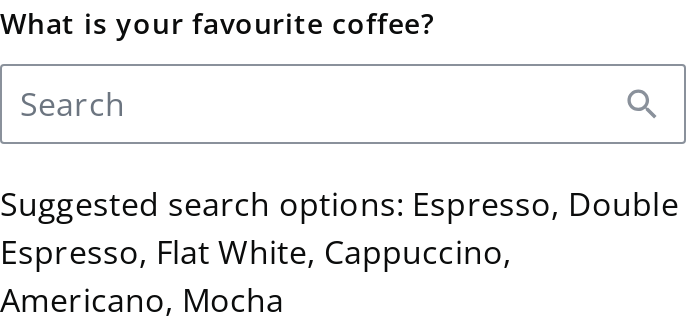 What is your favourite coffee?
Search
Suggested search options: Espresso, Double
Espresso, Flat White, Cappuccino,
Americano, Mocha